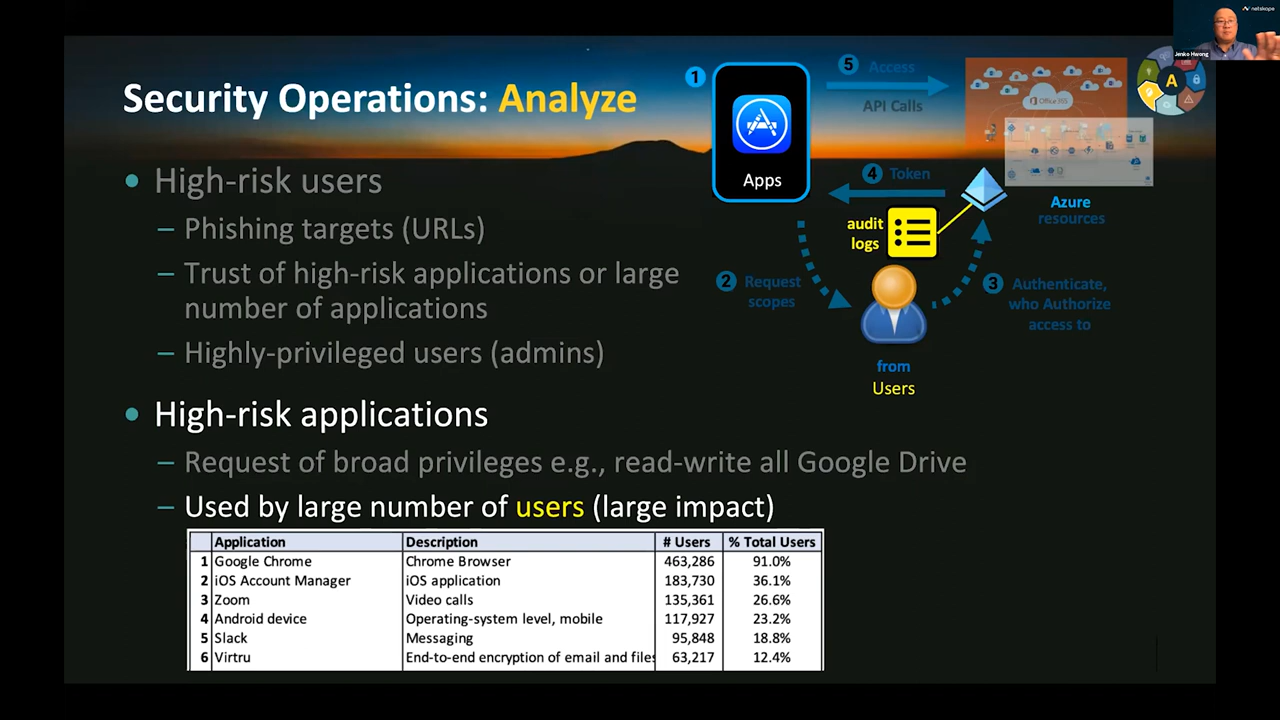 netskope
Jenko Hwong
Security Operations: Analyze
1
Apps
5 Access
API Calls
Office 365
A
4 Token
Azure
resources
audit
logs
2 Request
scopes
3 Authenticate,
who Authorize
access to
from
Users
• High-risk users
– Phishing targets (URLs)
– Trust of high-risk applications or large
number of applications
– Highly-privileged users (admins)
• High-risk applications
– Request of broad privileges e.g., read-write all Google Drive
– Used by large number of users (large impact)
Application Description # Users % Total Users
1 Google Chrome Chrome Browser 463,286 91.0%
2 iOS Account Manager iOS application 183,730 36.1%
3 Zoom Video calls 135,361 26.6%
4 Android device Operating-system level, mobile 117,927 23.2%
5 Slack Messaging 95,848 18.8%
6 Virtru End-to-end encryption of email and files 63,217 12.4%